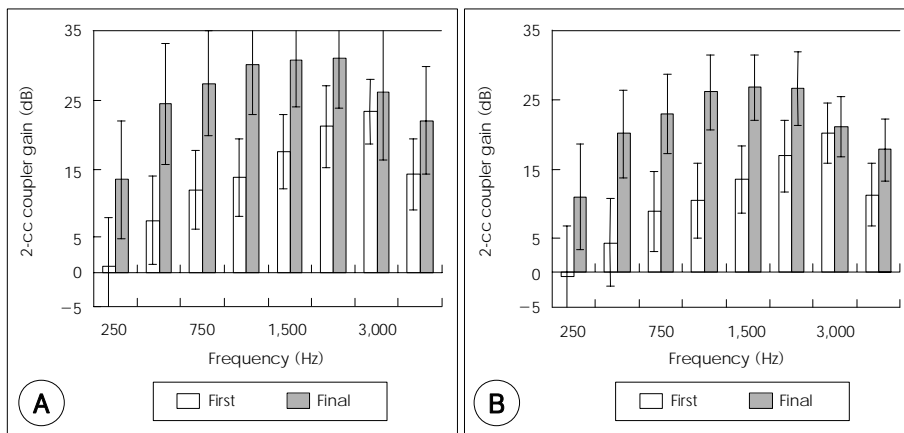 35
25
15
5
0
−5
2-cc coupler gain (dB)
250 750 1,500 3,000
Frequency (Hz)
First Final
A
35
25
15
5
0
−5
2-cc coupler gain (dB)
250 750 1,500 3,000
Frequency (Hz)
First Final
B